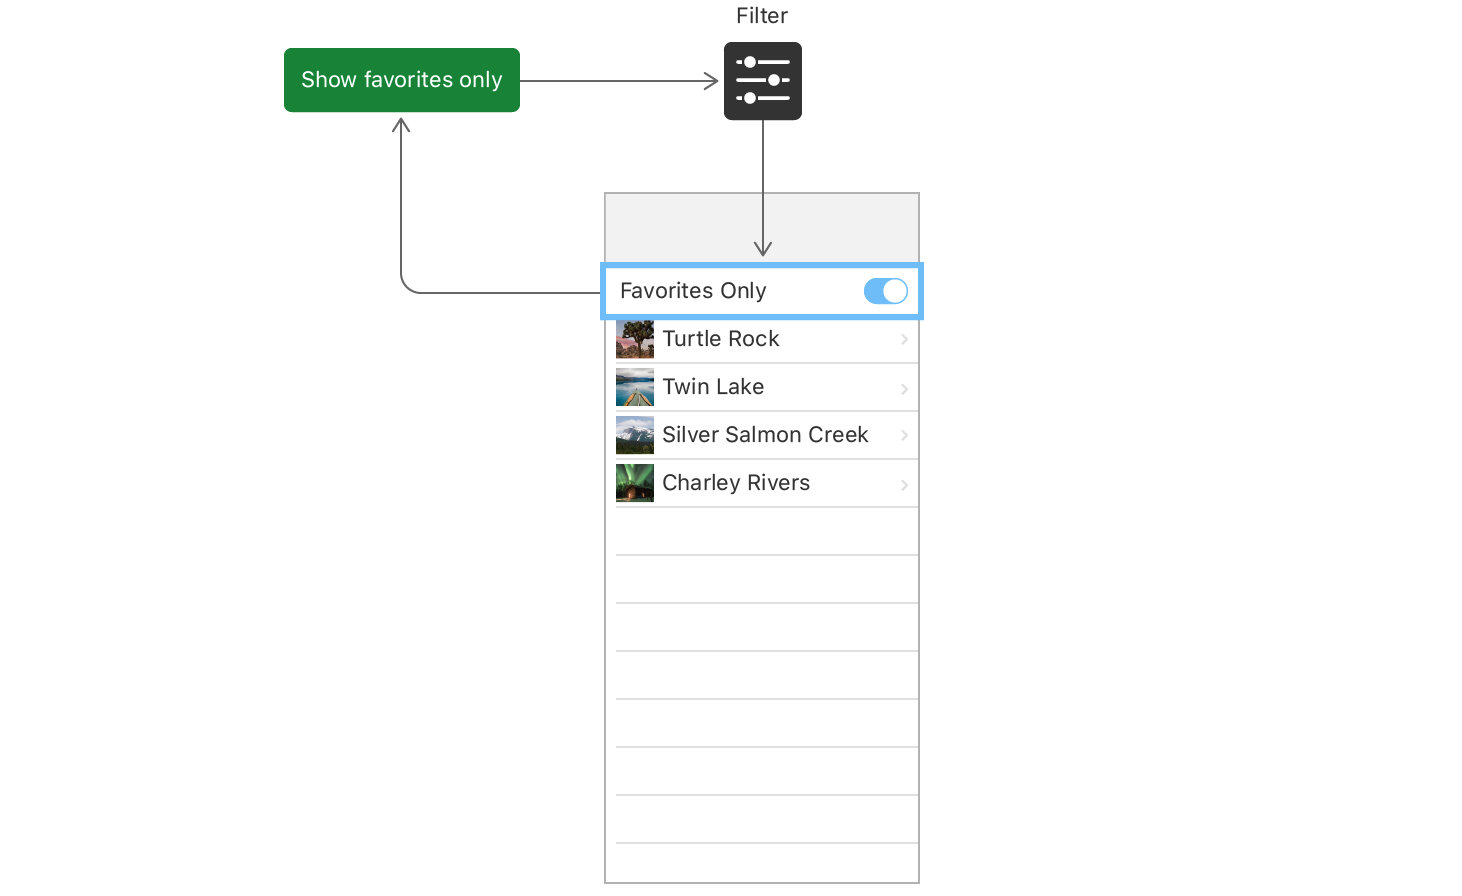 Filter
Show favorites only
Favorites Only
Turtle Rock
Twin Lake
Silver Salmon Creek
Charley Rivers